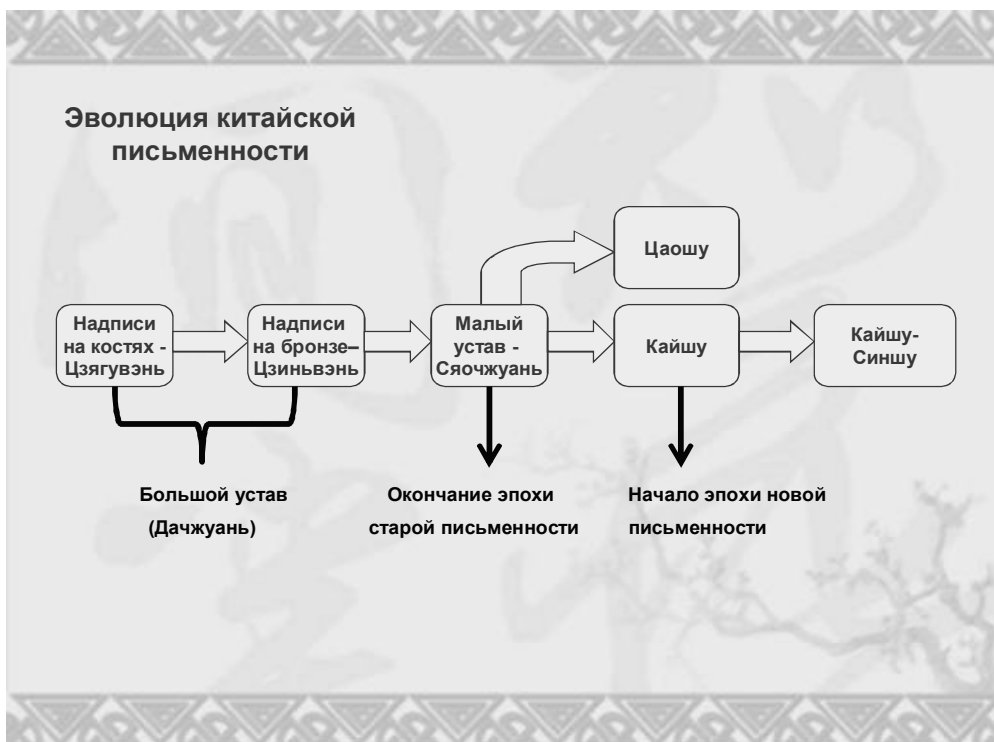 Эволюция китайской
письменности
Цаошу
Надписи
на костях -
Цзягувэнь
Надписи
на бронзе–
Цзиньвэнь
Малый
устав -
Сяочжуань
Кайшу
Кайшу-
Синшу
Большой устав
(Дачжуань)
Окончание эпохи
старой письменности
Начало эпохи новой
письменности